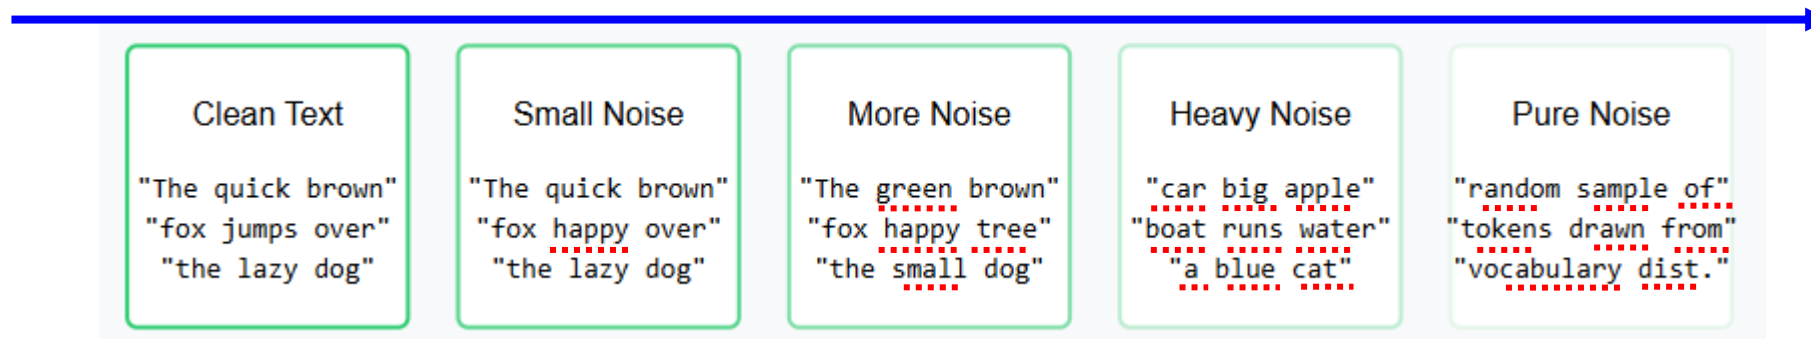 Clean Text
"The quick brown"
"fox jumps over"
"the lazy dog"
Small Noise
"The quick brown"
"fox happy over"
"the lazy dog"
More Noise
"The green brown"
"fox happy tree"
"the small dog"
Heavy Noise
"car big apple"
"boat runs water"
"a blue cat"
Pure Noise
"random sample of"
"tokens drawn from"
"vocabulary dist."